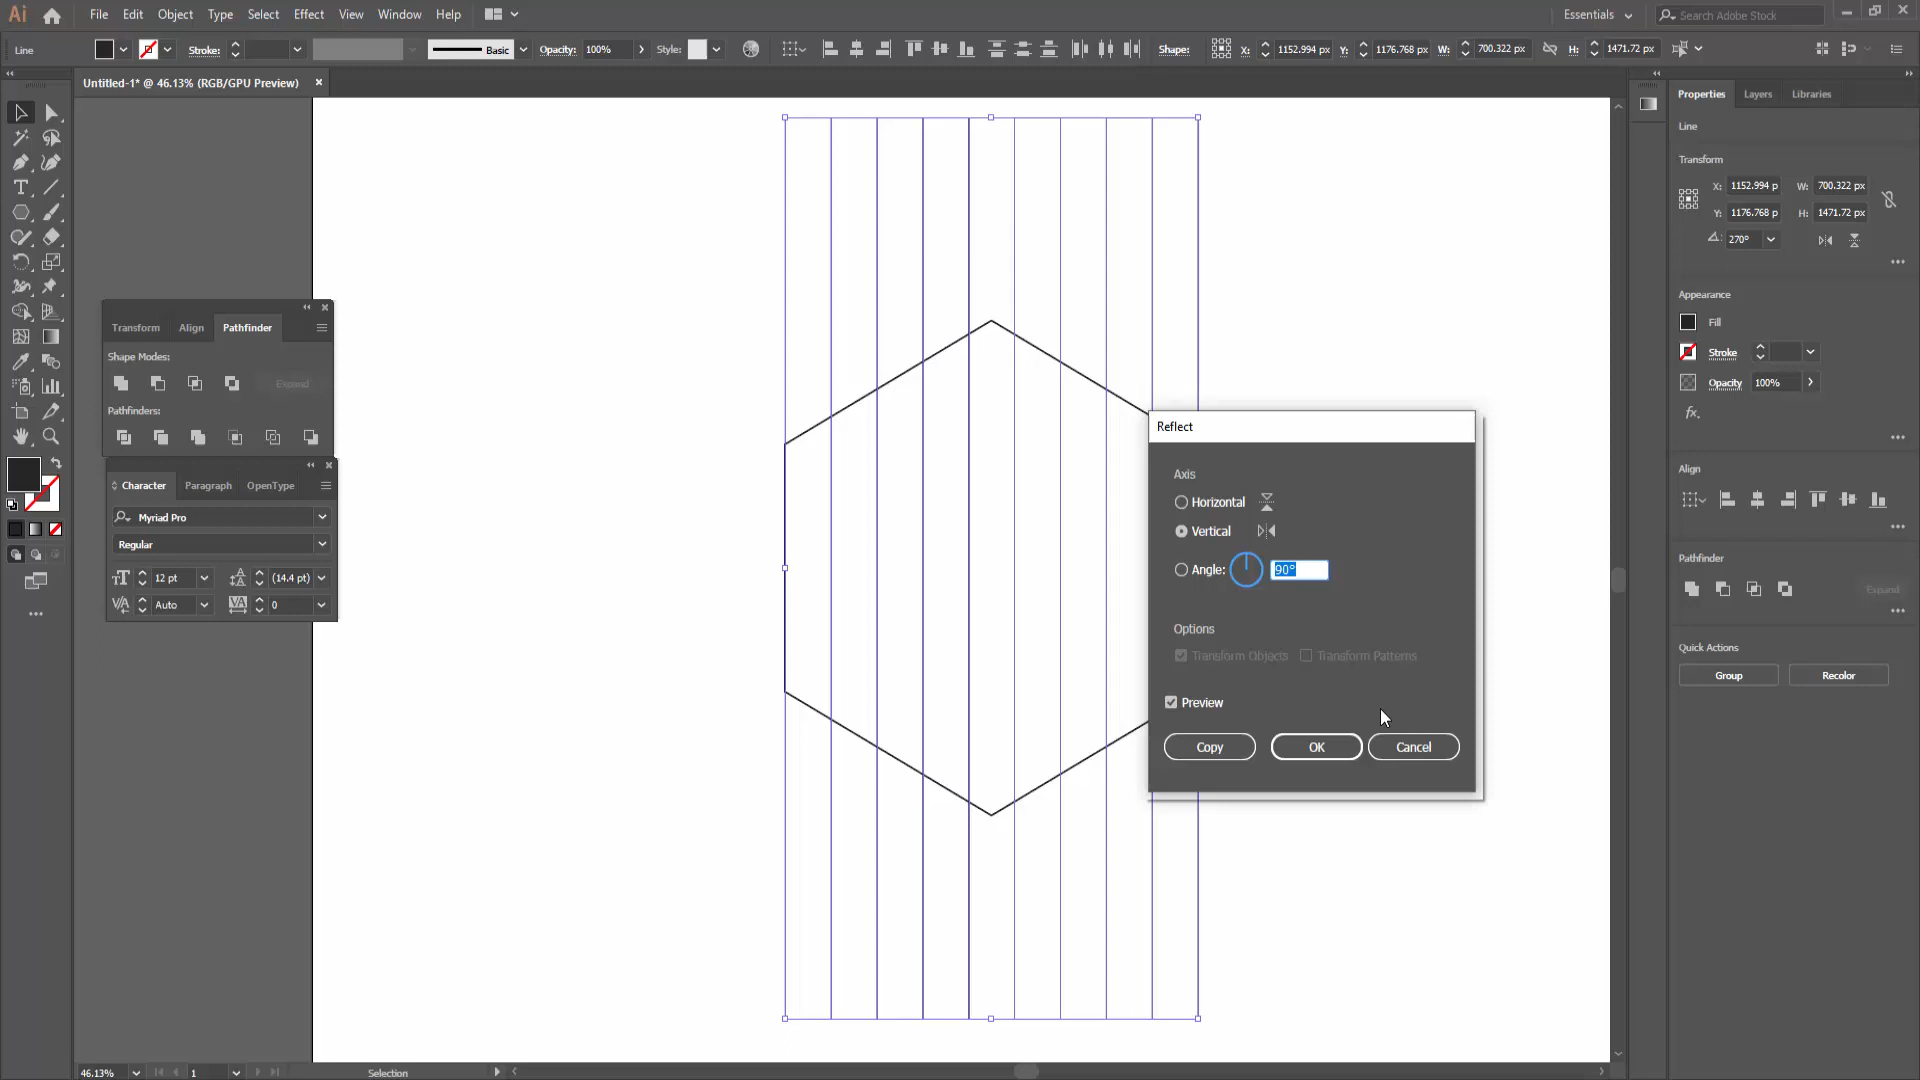 Ai File Edit Object Type Select Effect View Window Help Essentials Search Adobe Stock
Line Stroke: Basic Opacity: 100% Style: Shape: X: 1152.994 px Y: 1176.768 px W: 700.322 px H: 1471.72 px
Untitled-1* @ 46.13% (RGB/GPU Preview)
Transform Align Pathfinder
Shape Modes:
Expand
Pathfinders:
Character Paragraph OpenType
Myriad Pro
Regular
12 pt (14.4 pt)
Auto 0
Reflect
Axis
Horizontal
Vertical
Angle: 90°
Options
Transform Objects Transform Patterns
Preview
Copy OK Cancel
Properties Layers Libraries
Line
Transform
X: 1152.994 p W: 700.322 px
Y: 1176.768 p H: 1471.72 px
270°
Appearance
Fill
Stroke
Opacity 100%
fx.
Align
Pathfinder
Expand
Quick Actions
Group Recolor
46.13% 1 Selection